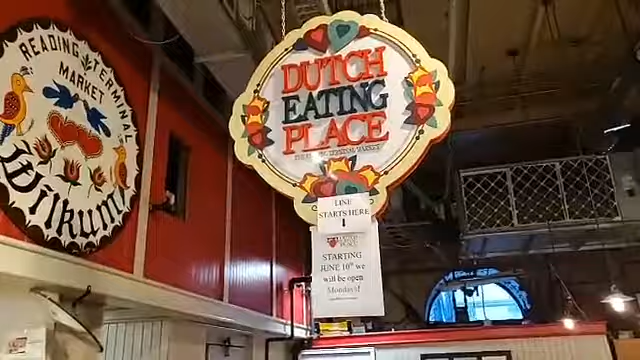 READING TERMINAL
MARKET
Wilkum
DUTCH
EATING
PLACE
LINE
STARTS HERE
STARTING
JUNE 10th we
will be open
Mondays!